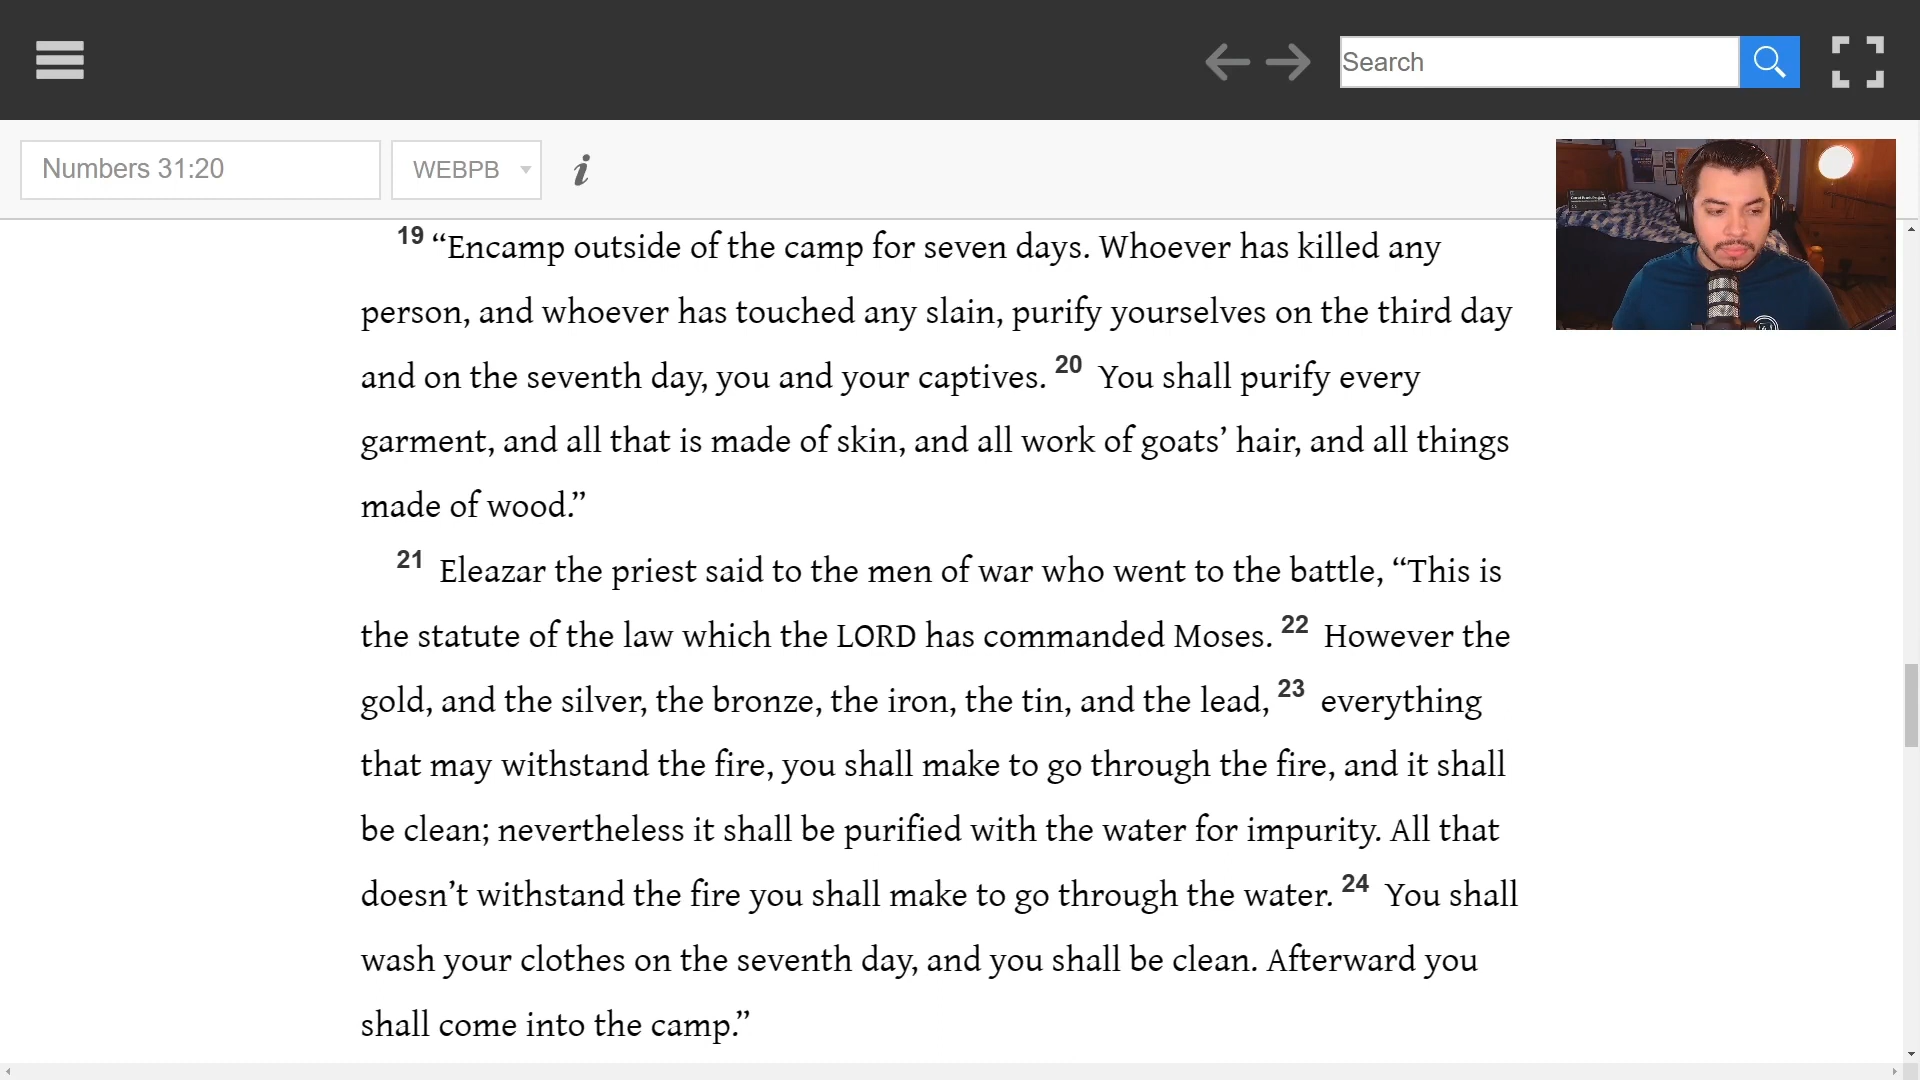 Search
Numbers 31:20
WEBPB
i
19 “Encamp outside of the camp for seven days. Whoever has killed any
person, and whoever has touched any slain, purify yourselves on the third day
and on the seventh day, you and your captives. 20 You shall purify every
garment, and all that is made of skin, and all work of goats’ hair, and all things
made of wood.”
21 Eleazar the priest said to the men of war who went to the battle, “This is
the statute of the law which the LORD has commanded Moses. 22 However the
gold, and the silver, the bronze, the iron, the tin, and the lead, 23 everything
that may withstand the fire, you shall make to go through the fire, and it shall
be clean; nevertheless it shall be purified with the water for impurity. All that
doesn’t withstand the fire you shall make to go through the water. 24 You shall
wash your clothes on the seventh day, and you shall be clean. Afterward you
shall come into the camp.”